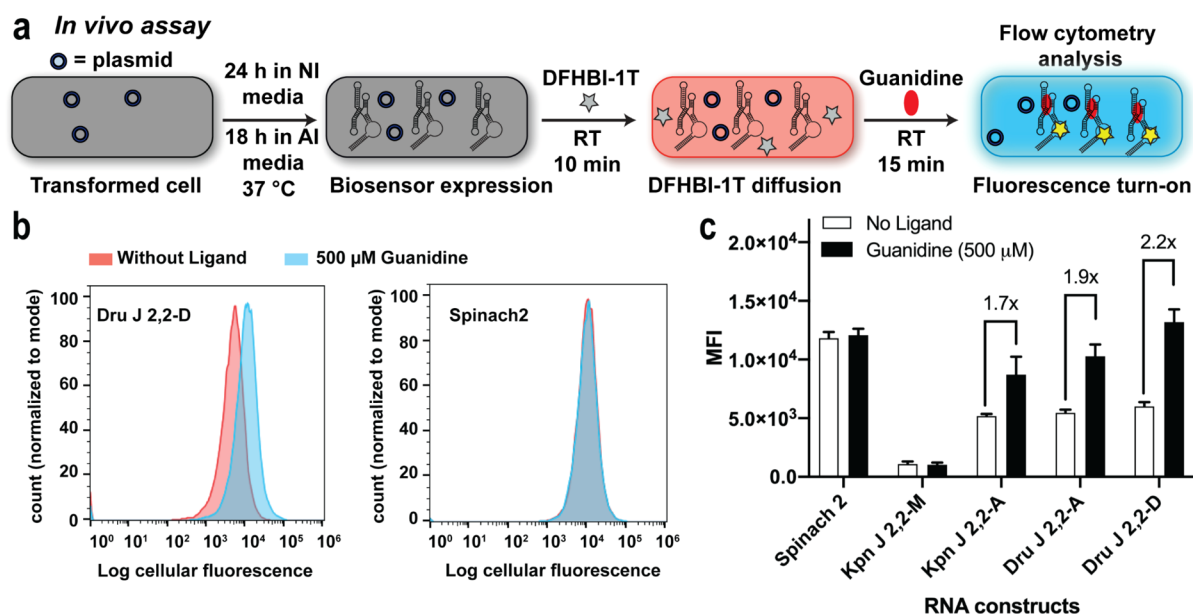 a
In vivo assay
= plasmid
24 h in NI
media
18 h in AI
media
37 °C
DFHBI-1T
RT
10 min
Guanidine
RT
15 min
Flow cytometry
analysis
Transformed cell
Biosensor expression
DFHBI-1T diffusion
Fluorescence turn-on
b
Without Ligand
500 µM Guanidine
count (normalized to mode)
100
80
60
40
20
0
Dru J 2,2-D
10⁰ 10¹ 10² 10³ 10⁴ 10⁵ 10⁶
Log cellular fluorescence
count (normalized to mode)
100
80
60
40
20
0
Spinach2
10⁰ 10¹ 10² 10³ 10⁴ 10⁵ 10⁶
Log cellular fluorescence
c
No Ligand
Guanidine (500 µM)
MFI
2.0×10⁴
1.5×10⁴
1.0×10⁴
5.0×10³
0.0
1.7x
1.9x
2.2x
Spinach 2
Kpn J 2,2-M
Kpn J 2,2-A
Dru J 2,2-A
Dru J 2,2-D
RNA constructs